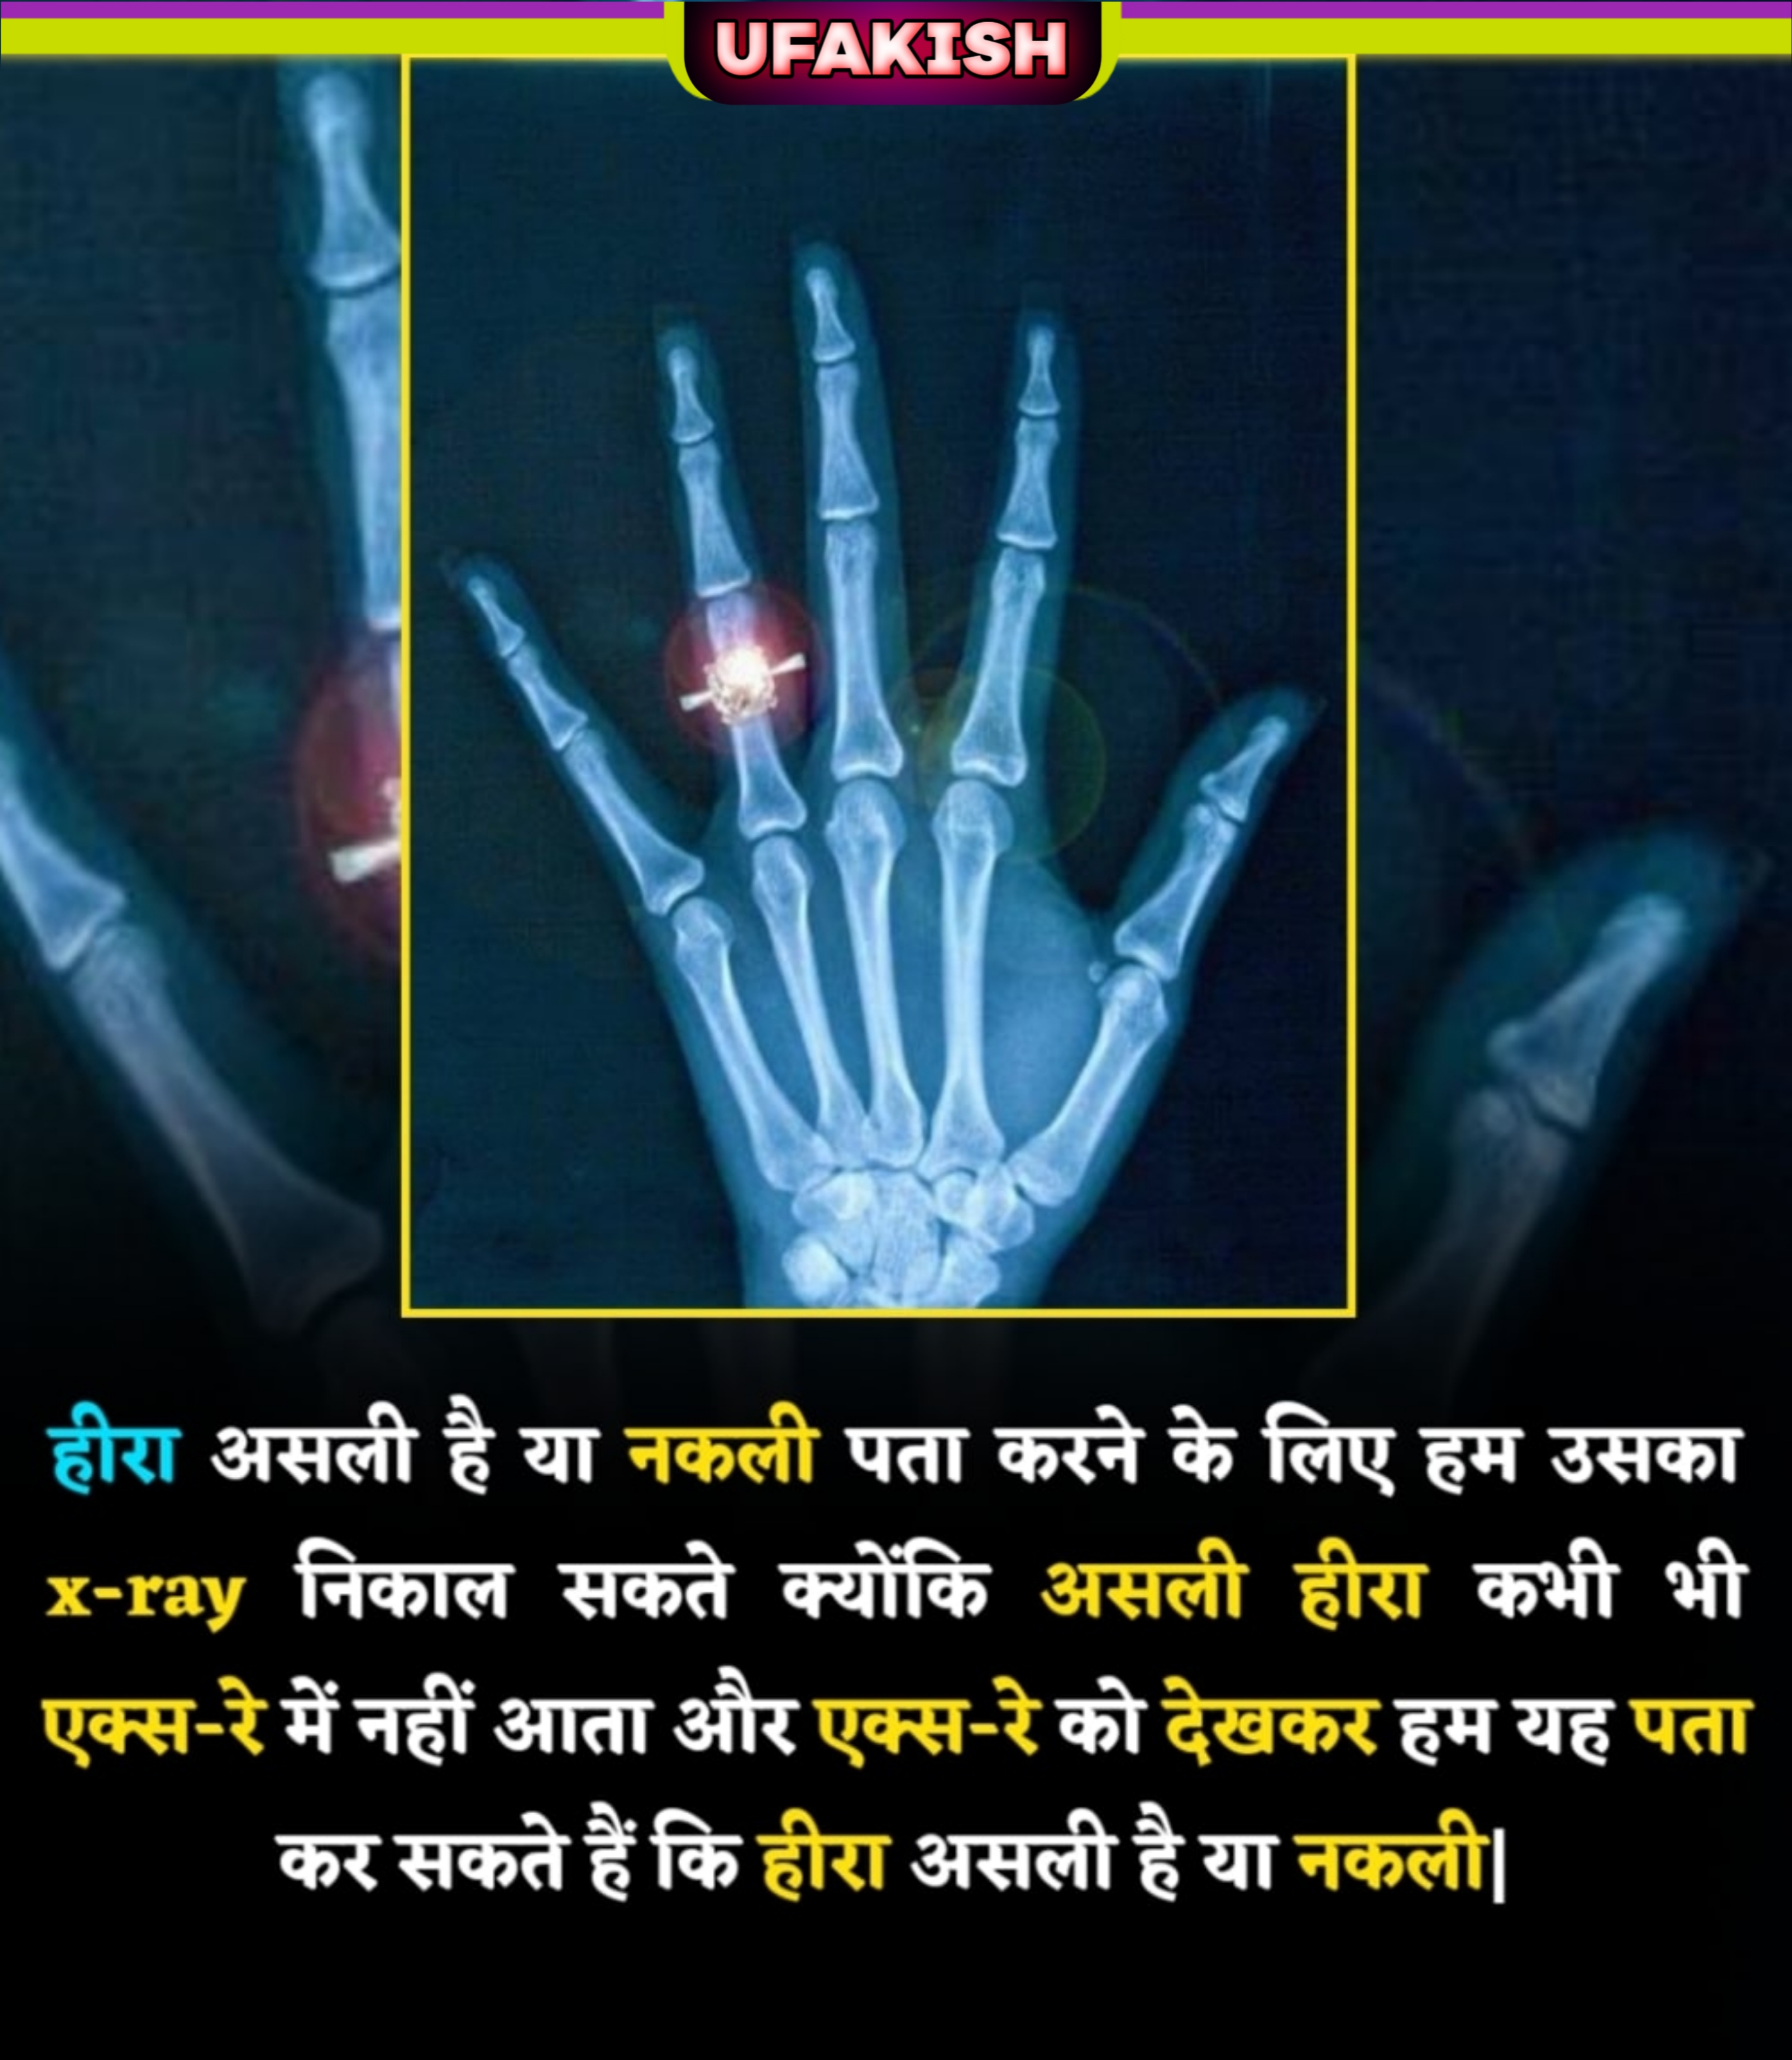 UFAKISH
हीरा असली है या नकली पता करने के लिए हम उसका
x-ray निकाल सकते क्योंकि असली हीरा कभी भी
एक्स-रे में नहीं आता और एक्स-रे को देखकर हम यह पता
कर सकते हैं कि हीरा असली है या नकली|